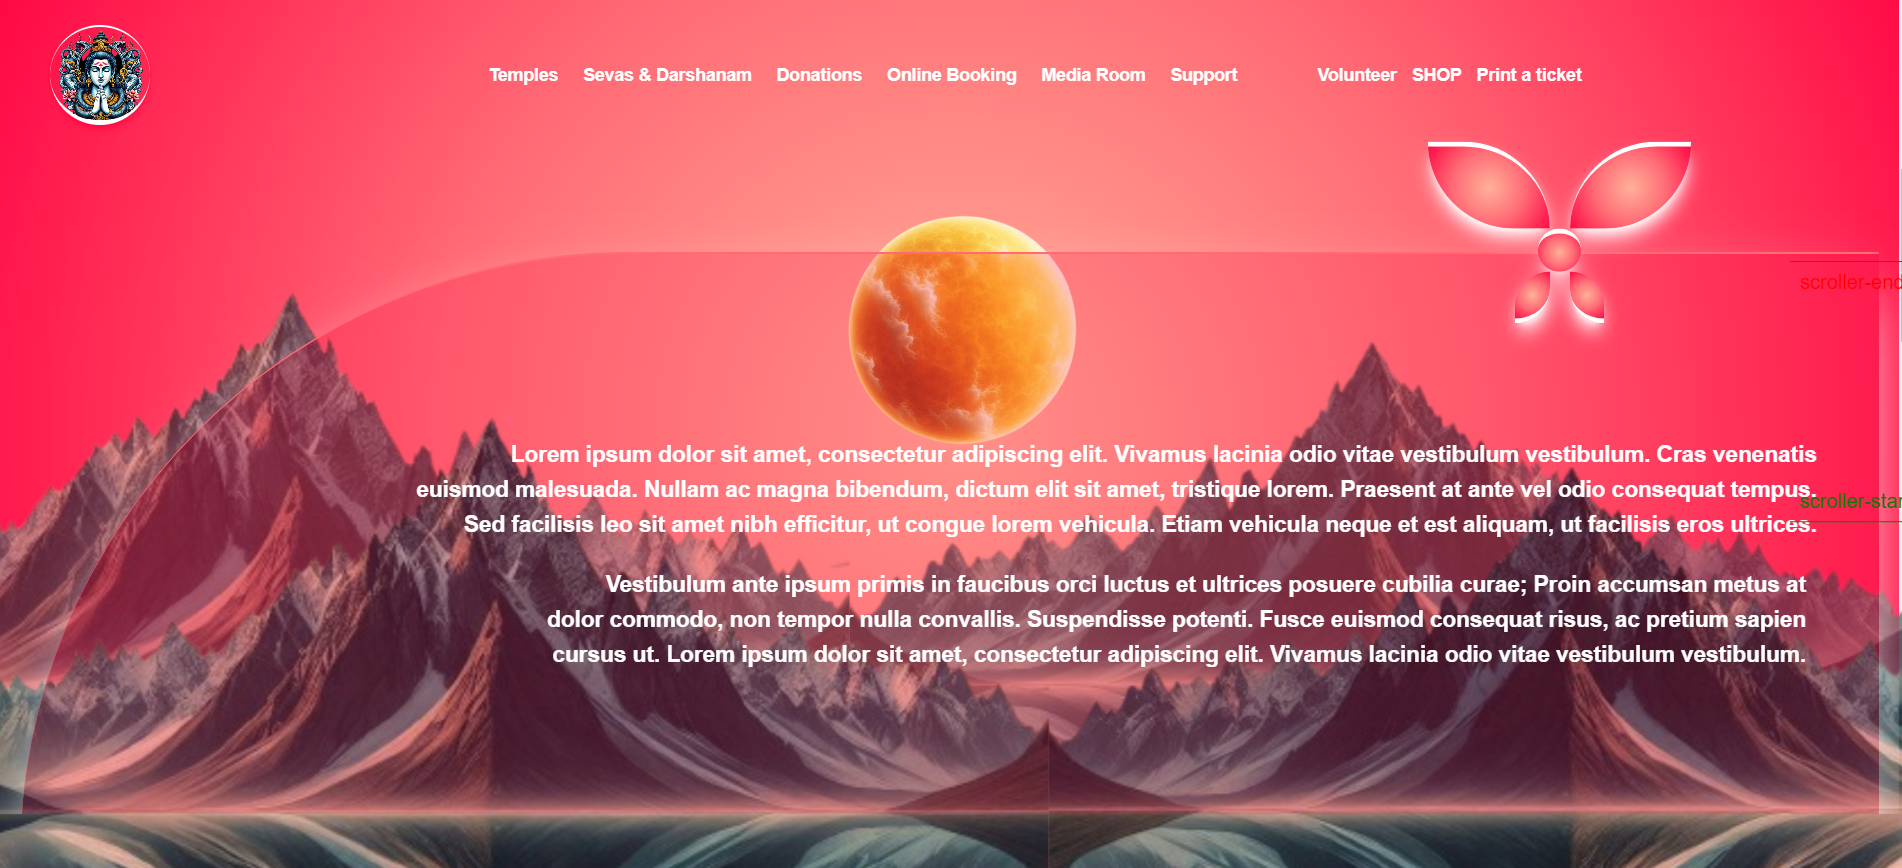 Temples Sevas & Darshanam Donations Online Booking Media Room Support Volunteer SHOP Print a ticket
scroller-end
Lorem ipsum dolor sit amet, consectetur adipiscing elit. Vivamus lacinia odio vitae vestibulum vestibulum. Cras venenatis
euismod malesuada. Nullam ac magna bibendum, dictum elit sit amet, tristique lorem. Praesent at ante vel odio consequat tempus.
scroller-star
Sed facilisis leo sit amet nibh efficitur, ut congue lorem vehicula. Etiam vehicula neque et est aliquam, ut facilisis eros ultrices.
Vestibulum ante ipsum primis in faucibus orci luctus et ultrices posuere cubilia curae; Proin accumsan metus at
dolor commodo, non tempor nulla convallis. Suspendisse potenti. Fusce euismod consequat risus, ac pretium sapien
cursus ut. Lorem ipsum dolor sit amet, consectetur adipiscing elit. Vivamus lacinia odio vitae vestibulum vestibulum.